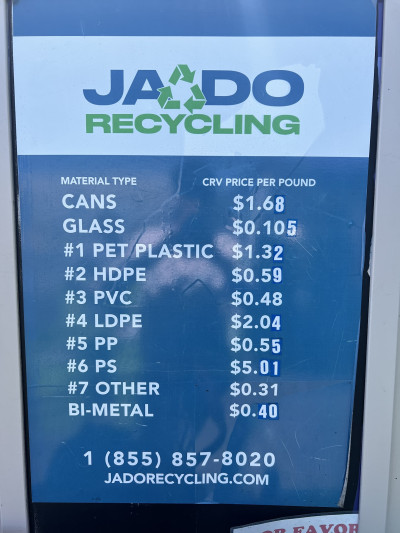 JADO
RECYCLING
MATERIAL TYPE CRV PRICE PER POUND
CANS $1.68
GLASS $0.105
#1 PET PLASTIC $1.32
#2 HDPE $0.59
#3 PVC $0.48
#4 LDPE $2.04
#5 PP $0.55
#6 PS $5.01
#7 OTHER $0.31
BI-METAL $0.40
1 (855) 857-8020
JADORECYCLING.COM
FAVOR